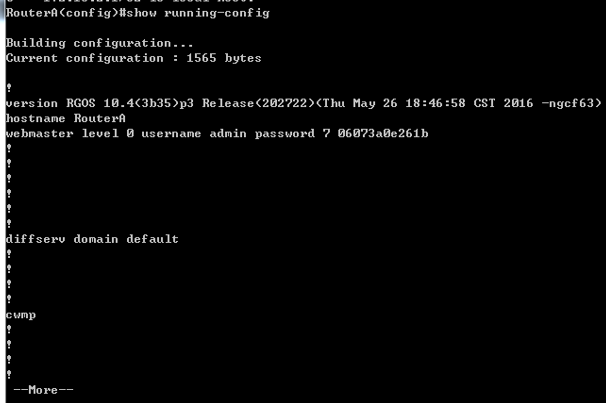 RouterA(config)#show running-config
Building configuration...
Current configuration : 1565 bytes
!
version RGOS 10.4(3b35)p3 Release(202722)(Thu May 26 18:46:58 CST 2016 -ngcf63)
hostname RouterA
webmaster level 0 username admin password 7 06073a0e261b
!
!
!
!
!
!
diffserv domain default
!
!
!
!
cwmp
!
!
!
!
--More--